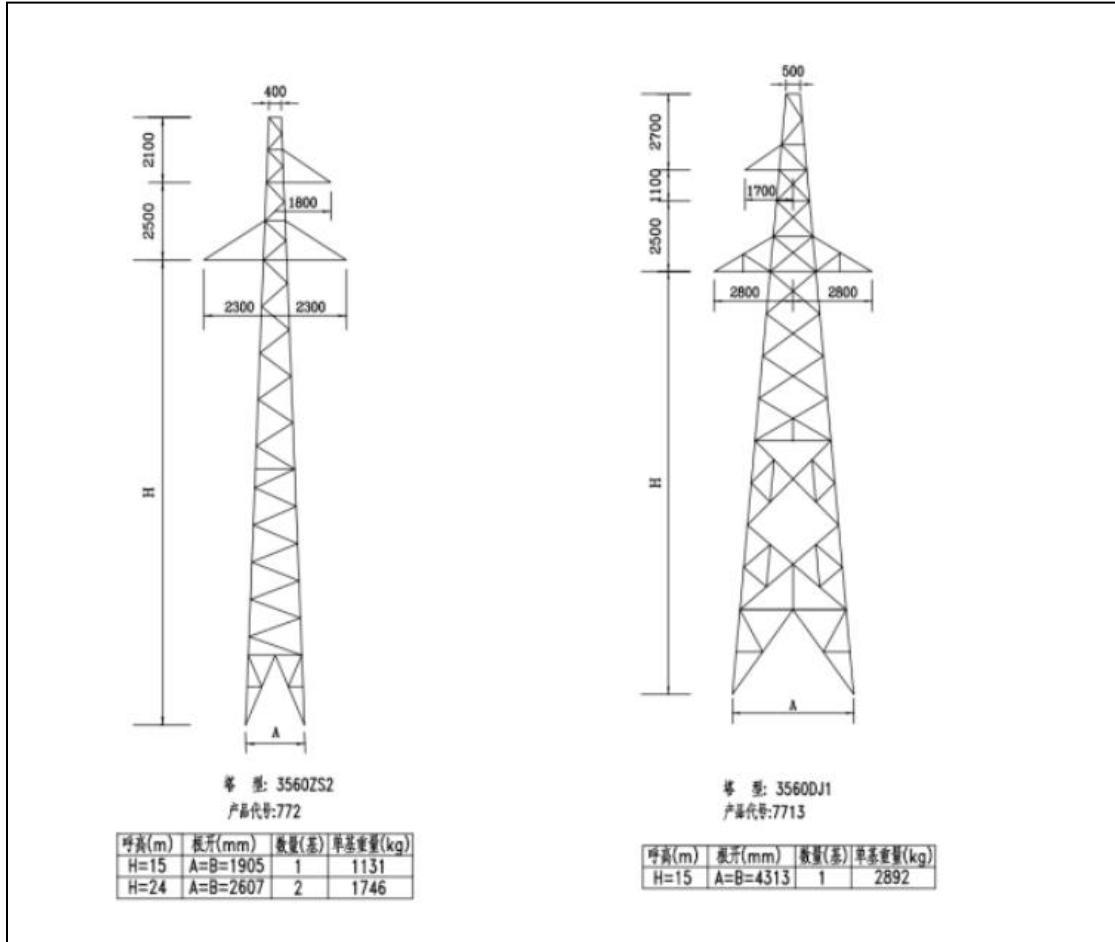 400
2100
1800
2500
2300
2300
H
A
塔 型: 3560ZS2
产品代号:772
呼高(m) 根开(mm) 数量(基) 单基重量(kg)
H=15 A=B=1905 1 1131
H=24 A=B=2607 2 1746
500
2700
1700
1100
2500
2800
2800
H
A
塔 型: 3560DJ1
产品代号:7713
呼高(m) 根开(mm) 数量(基) 单基重量(kg)
H=15 A=B=4313 1 2892